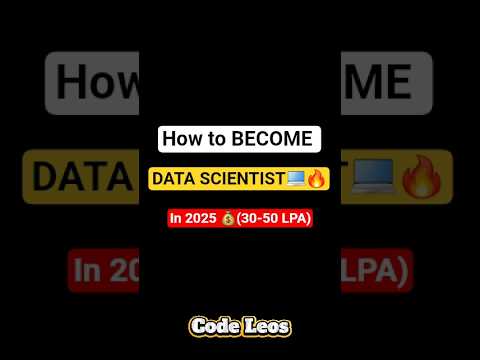 How to BECOME
DATA SCIENTIST💻🔥
In 2025 💰(30-50 LPA)
Code Leos